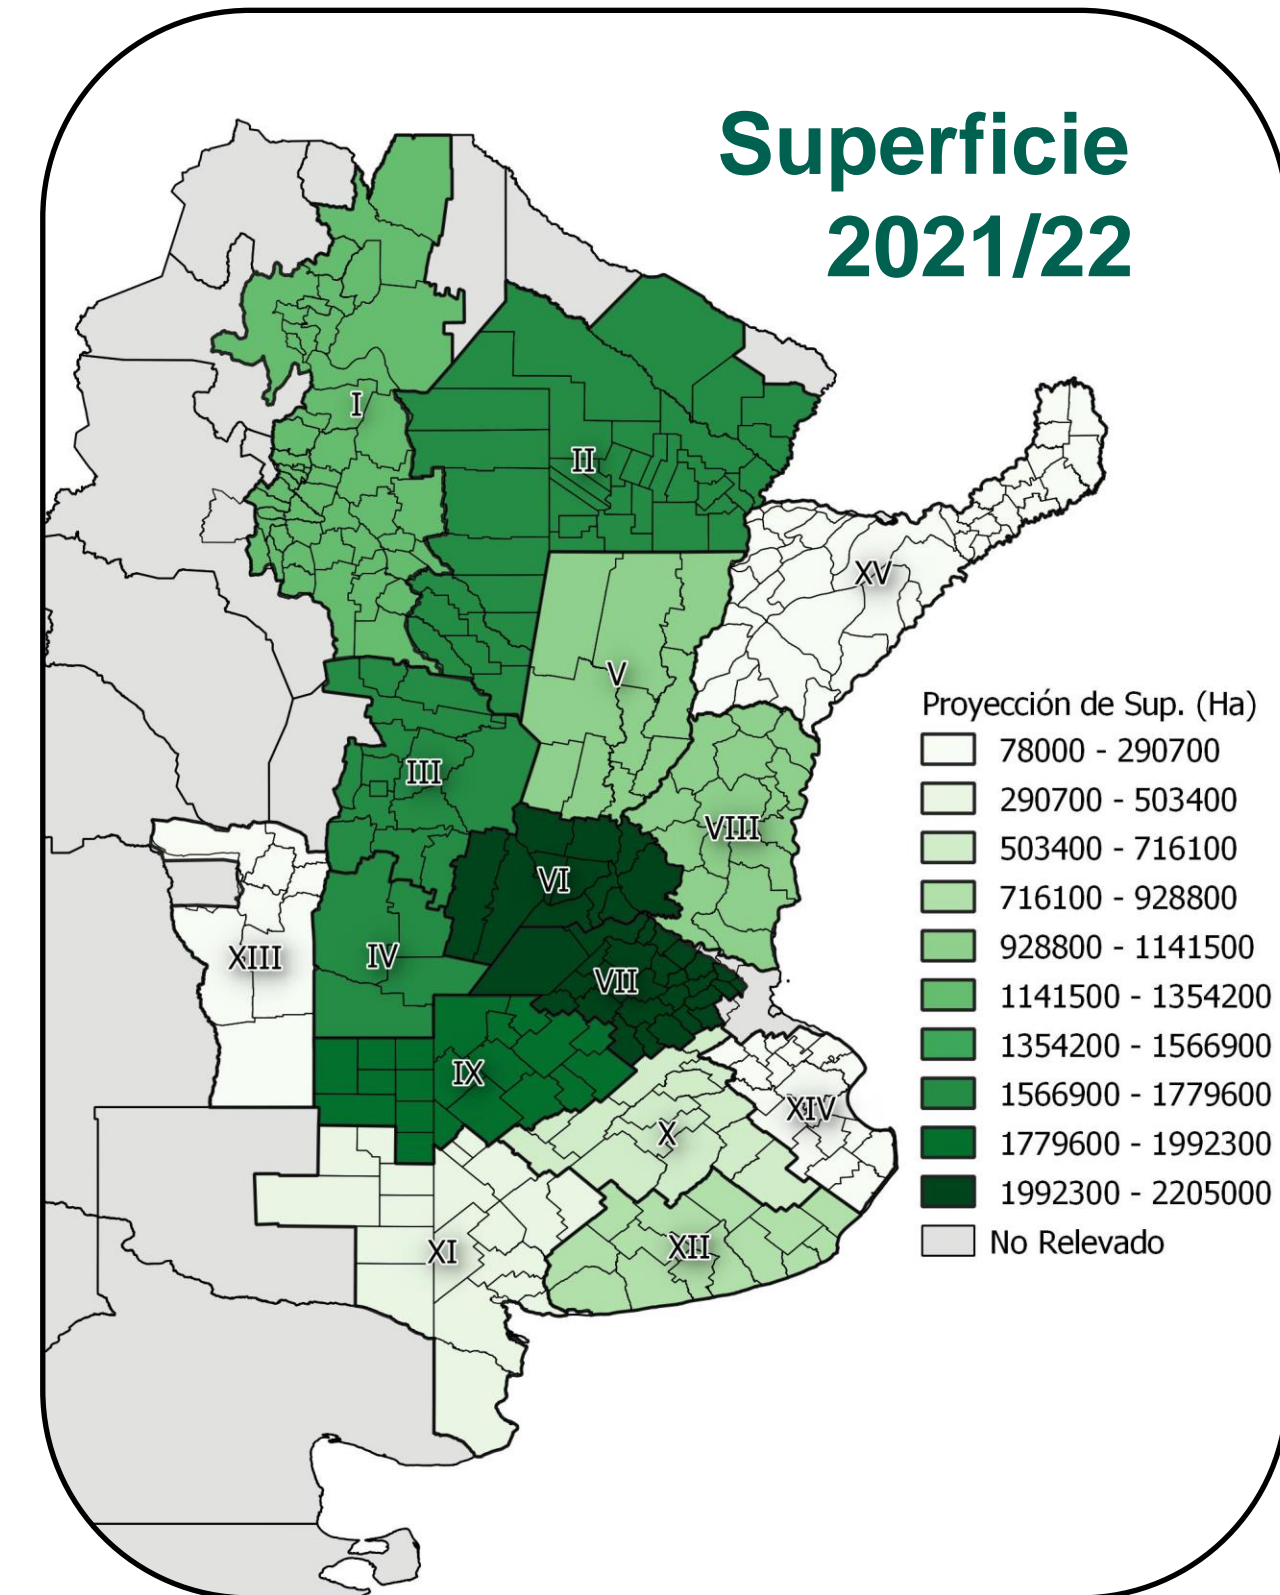 Superficie
2021/22
I
II
XV
V
III
VIII
VI
XIII
IV
VII
IX
XIV
X
XI
XII
Proyección de Sup. (Ha)
78000 - 290700
290700 - 503400
503400 - 716100
716100 - 928800
928800 - 1141500
1141500 - 1354200
1354200 - 1566900
1566900 - 1779600
1779600 - 1992300
1992300 - 2205000
No Relevado